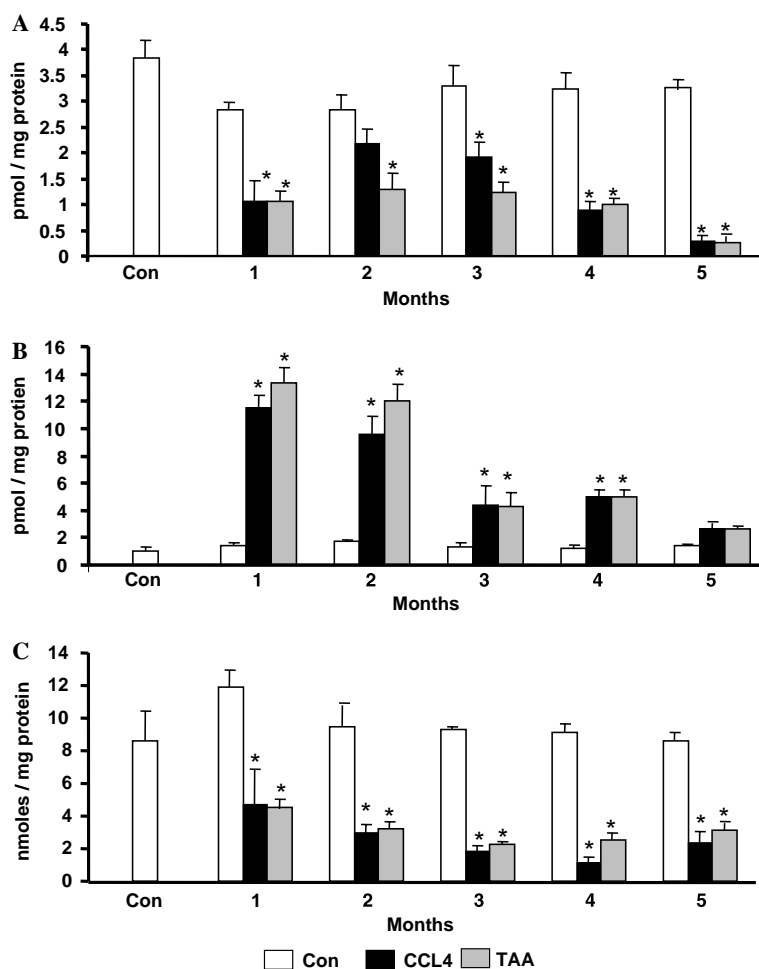 A
4.5
4
3.5
3
2.5
2
1.5
1
0.5
0
pmol / mg protein
* * * * * * * * *
Con 1 2 3 4 5
Months
B
16
14
12
10
8
6
4
2
0
pmol / mg protien
* * * * * * * *
Con 1 2 3 4 5
Months
C
14
12
10
8
6
4
2
0
nmoles / mg protein
* * * * * * * * * *
Con 1 2 3 4 5
Months
Con CCL4 TAA